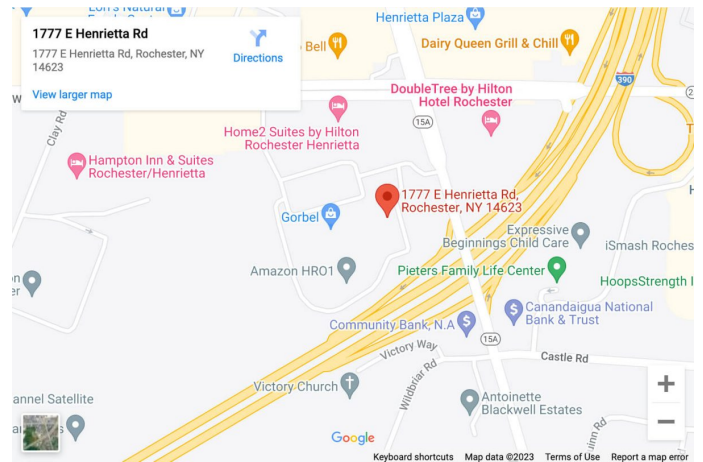 1777 E Henrietta Rd
1777 E Henrietta Rd, Rochester, NY
14623
Directions
View larger map
Henrietta Plaza
Bell
Dairy Queen Grill & Chill
390
DoubleTree by Hilton
Hotel Rochester
15A
Clay Rd
Home2 Suites by Hilton
Rochester Henrietta
Hampton Inn & Suites
Rochester/Henrietta
1777 E Henrietta Rd,
Rochester, NY 14623
Gorbel
Expressive
Beginnings Child Care
iSmash Roches
Amazon HRO1
Pieters Family Life Center
HoopsStrength
Canandaigua National
Bank & Trust
Community Bank, N.A
15A
Victory Way
Castle Rd
Wildbriar Rd
Victory Church
Antoinette
Blackwell Estates
annel Satellite
inn Rd
+
−
Google
Keyboard shortcuts
Map data ©2023
Terms of Use
Report a map error